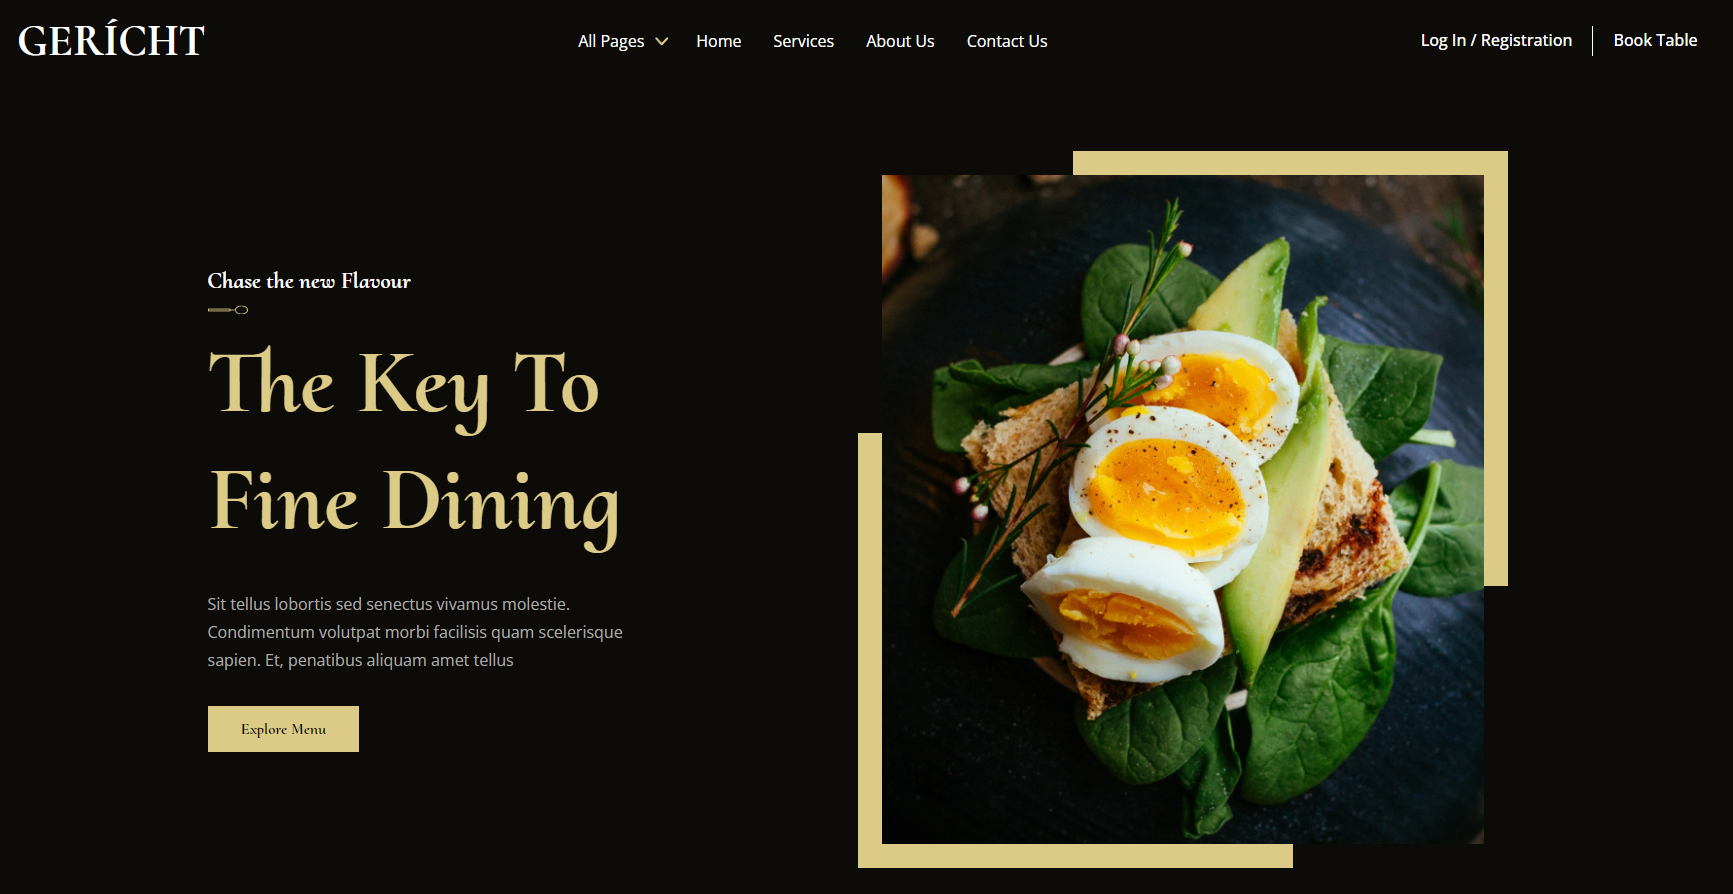 GERÍCHT
All Pages
Home
Services
About Us
Contact Us
Log In / Registration
Book Table
Chase the new Flavour
The Key To
Fine Dining
Sit tellus lobortis sed senectus vivamus molestie.
Condimentum volutpat morbi facilisis quam scelerisque
sapien. Et, penatibus aliquam amet tellus
Explore Menu